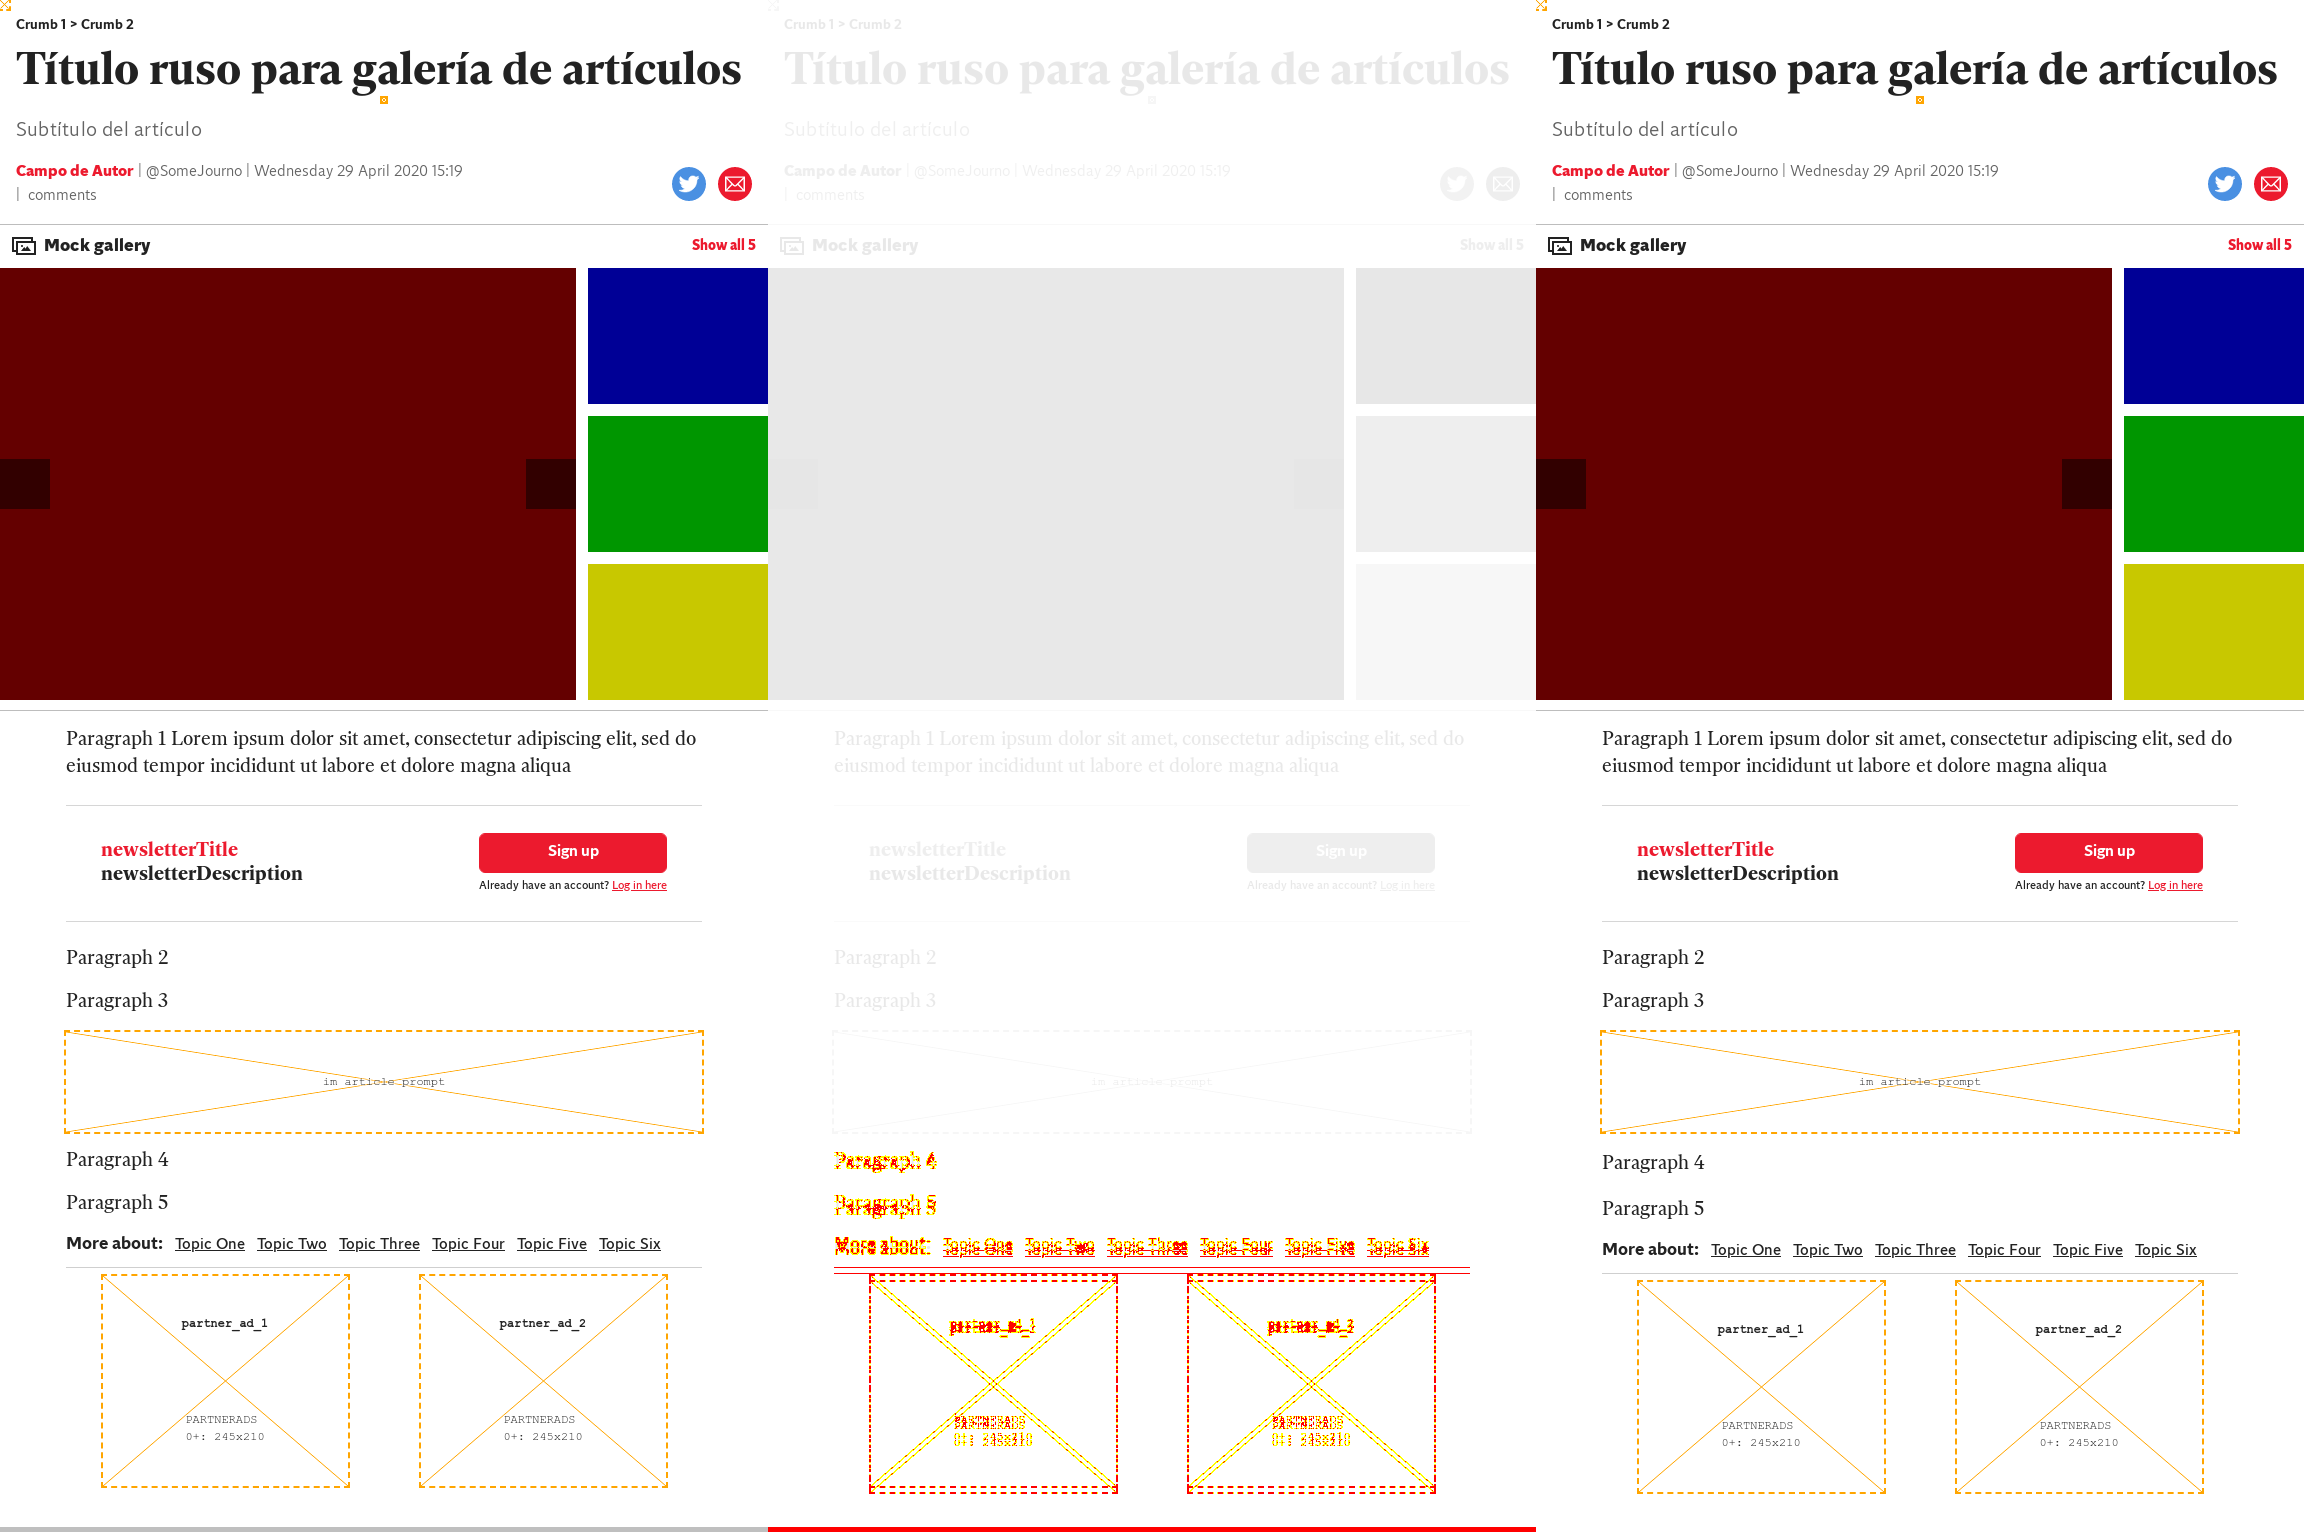 Crumb 1 > Crumb 2
Título ruso para galería de artículos
Subtítulo del artículo
Campo de Autor | @SomeJourno | Wednesday 29 April 2020 15:19
| comments
Mock gallery
Show all 5
Paragraph 1 Lorem ipsum dolor sit amet, consectetur adipiscing elit, sed do
eiusmod tempor incididunt ut labore et dolore magna aliqua
newsletterTitle
newsletterDescription
Sign up
Already have an account? Log in here
Paragraph 2
Paragraph 3
im article prompt
Paragraph 4
Paragraph 5
More about: Topic One Topic Two Topic Three Topic Four Topic Five Topic Six
partner_ad_1
PARTNERADS
0+: 245x210
partner_ad_2
PARTNERADS
0+: 245x210
Crumb 1 > Crumb 2
Título ruso para galería de artículos
Subtítulo del artículo
Campo de Autor | @SomeJourno | Wednesday 29 April 2020 15:19
| comments
Mock gallery
Show all 5
Paragraph 1 Lorem ipsum dolor sit amet, consectetur adipiscing elit, sed do
eiusmod tempor incididunt ut labore et dolore magna aliqua
newsletterTitle
newsletterDescription
Sign up
Already have an account? Log in here
Paragraph 2
Paragraph 3
im article prompt
Paragraph 4
Paragraph 5
More about: Topic One Topic Two Topic Three Topic Four Topic Five Topic Six
Crumb 1 > Crumb 2
Título ruso para galería de artículos
Subtítulo del artículo
Campo de Autor | @SomeJourno | Wednesday 29 April 2020 15:19
| comments
Mock gallery
Show all 5
Paragraph 1 Lorem ipsum dolor sit amet, consectetur adipiscing elit, sed do
eiusmod tempor incididunt ut labore et dolore magna aliqua
newsletterTitle
newsletterDescription
Sign up
Already have an account? Log in here
Paragraph 2
Paragraph 3
im article prompt
Paragraph 4
Paragraph 5
More about: Topic One Topic Two Topic Three Topic Four Topic Five Topic Six
partner_ad_1
PARTNERADS
0+: 245x210
partner_ad_2
PARTNERADS
0+: 245x210